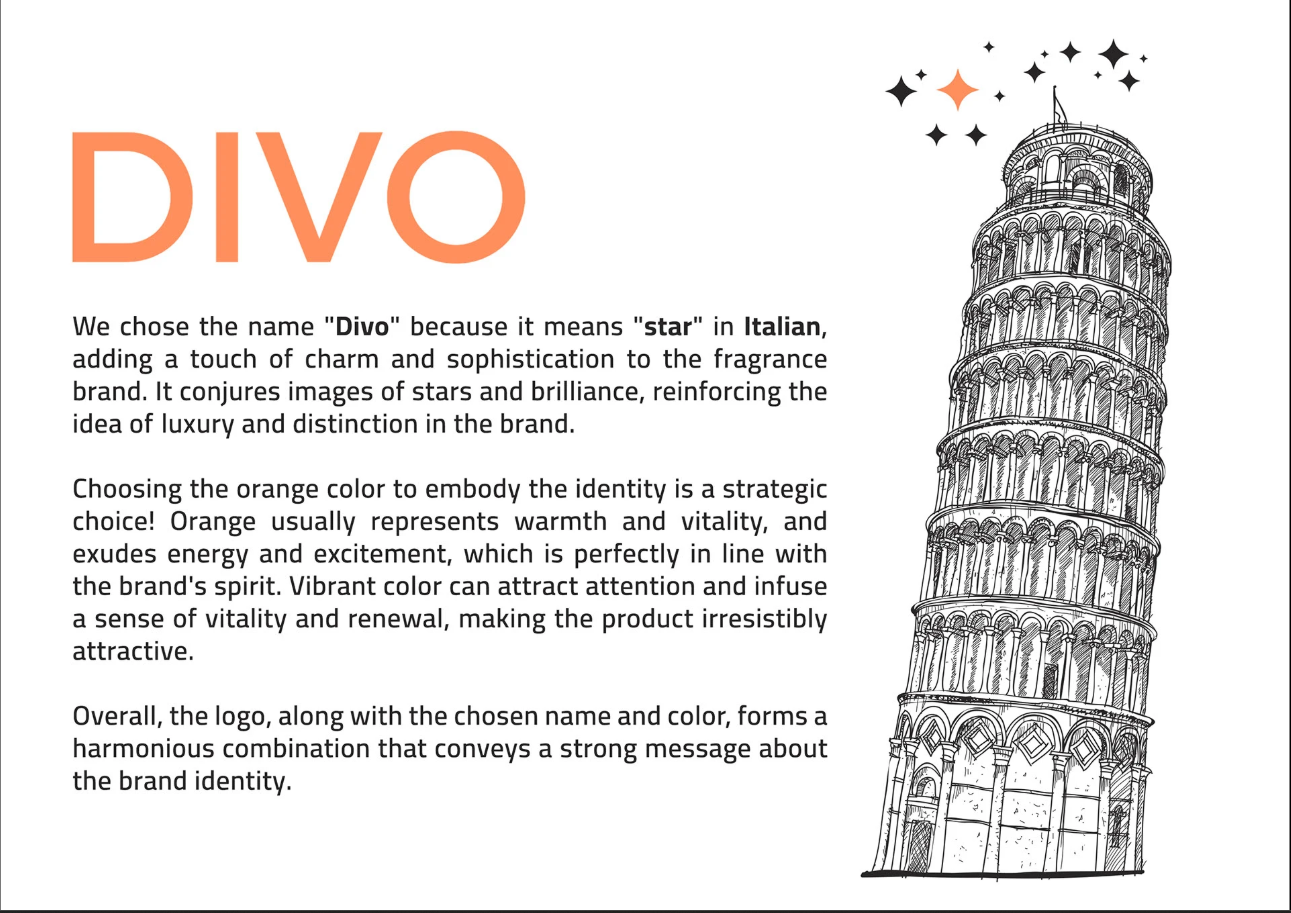 DIVO
We chose the name "Divo" because it means "star" in Italian,
adding a touch of charm and sophistication to the fragrance
brand. It conjures images of stars and brilliance, reinforcing the
idea of luxury and distinction in the brand.
Choosing the orange color to embody the identity is a strategic
choice! Orange usually represents warmth and vitality, and
exudes energy and excitement, which is perfectly in line with
the brand's spirit. Vibrant color can attract attention and infuse
a sense of vitality and renewal, making the product irresistibly
attractive.
Overall, the logo, along with the chosen name and color, forms a
harmonious combination that conveys a strong message about
the brand identity.